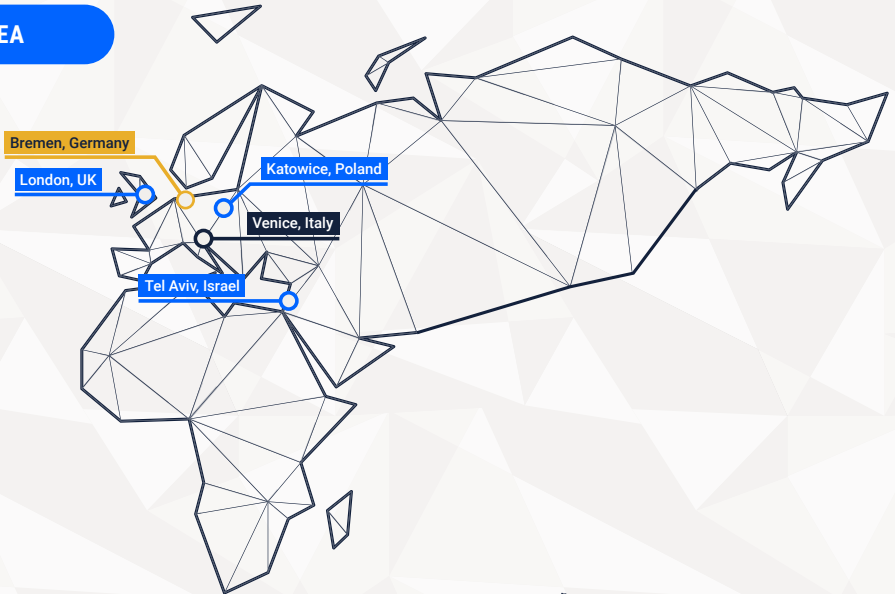 EA
Bremen, Germany
Katowice, Poland
London, UK
Venice, Italy
Tel Aviv, Israel